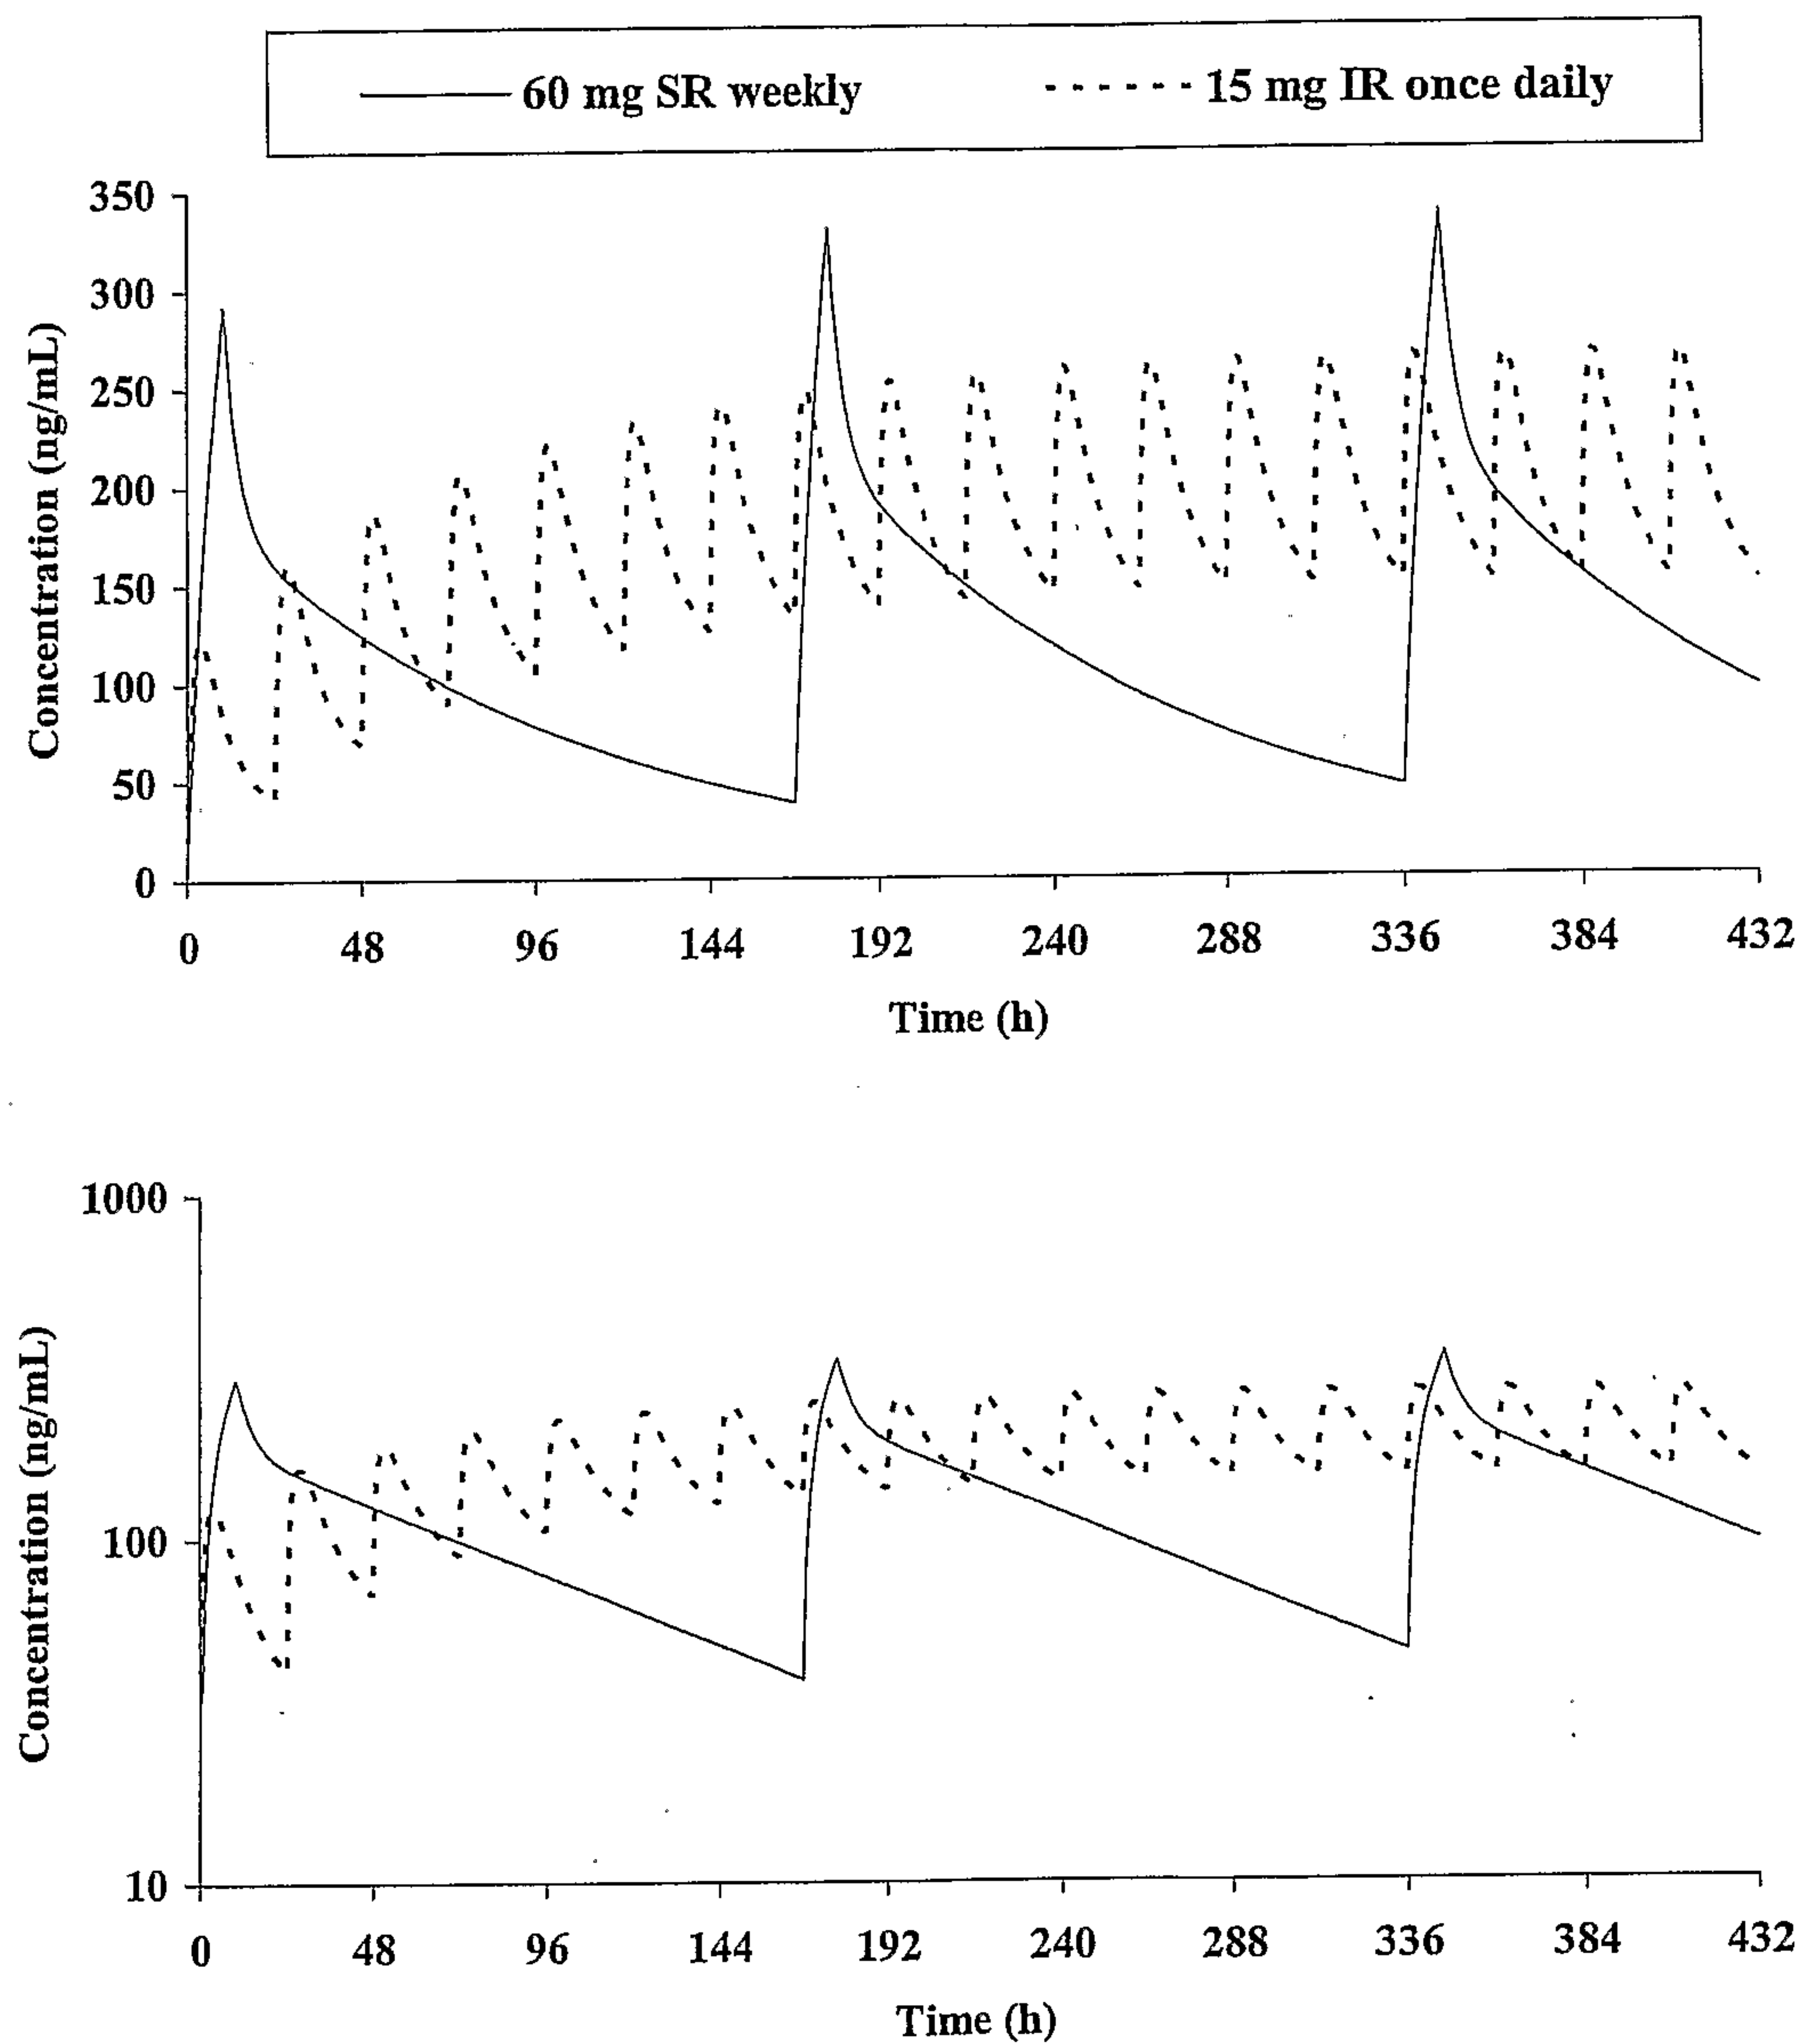 60 mg SR weekly 15 mg IR once daily
350
300
250
200
150
100
50
0
Concentration (ng/mL)
0 48 96 144 192 240 288 336 384 432
Time (h)
1000
100
10
Concentration (ng/mL)
0 48 96 144 192 240 288 336 384 432
Time (h)